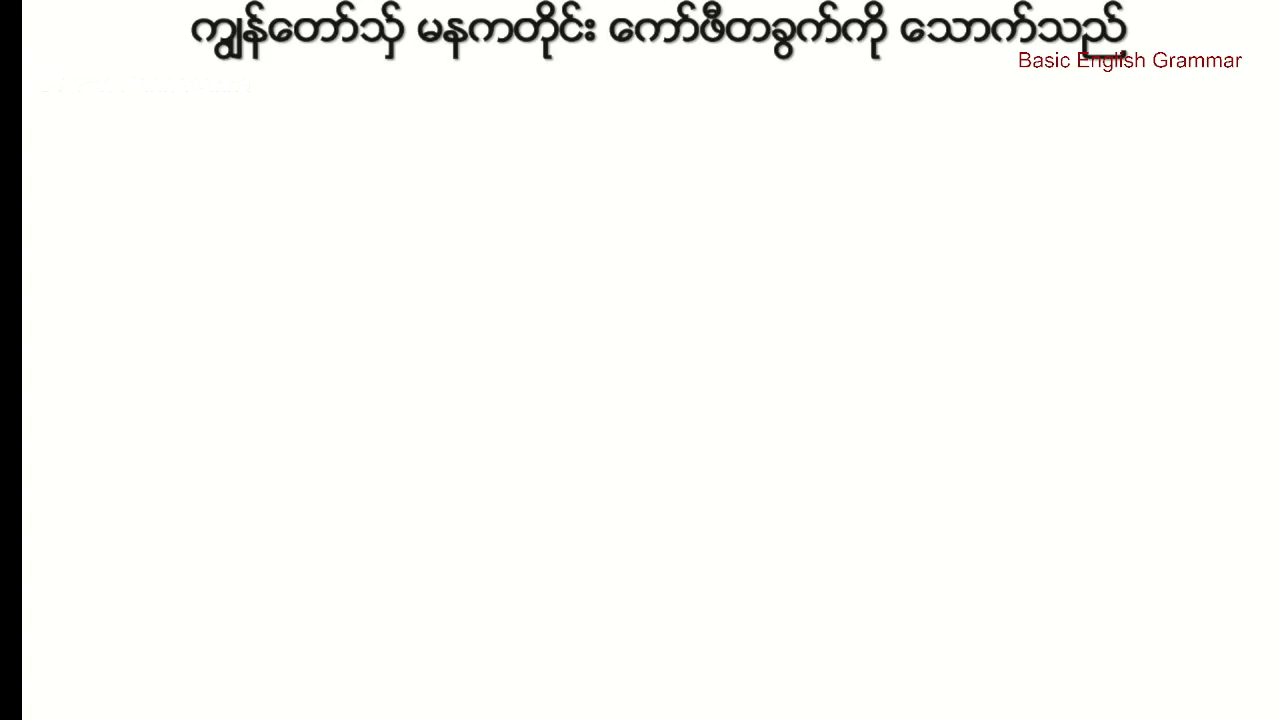 ကျွန်တော်သ်ှ မနကတိုင်း ကော်ဖီတခွက်ကို သောက်သည်
Basic English Grammar